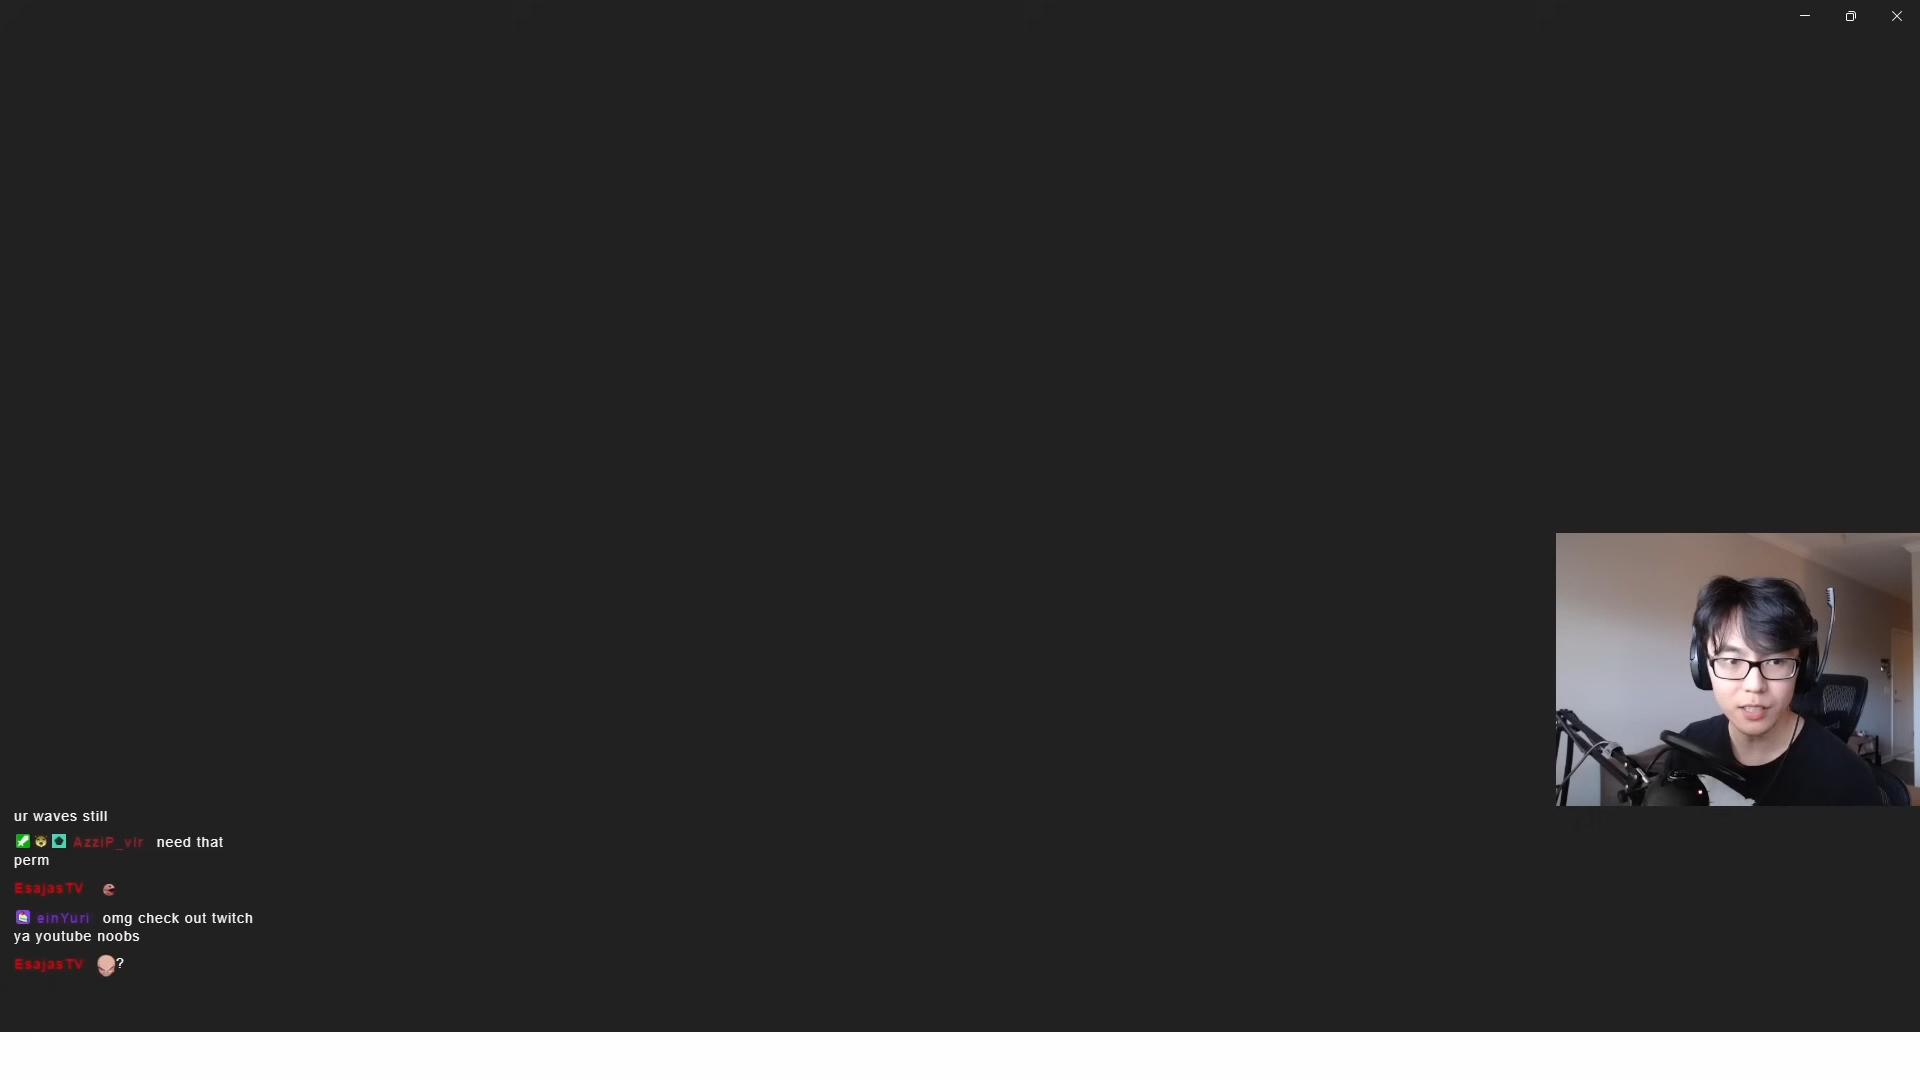 ur waves still
AzziP_vlr need that
perm
EsajasTV
einYuri omg check out twitch
ya youtube noobs
EsajasTV ?